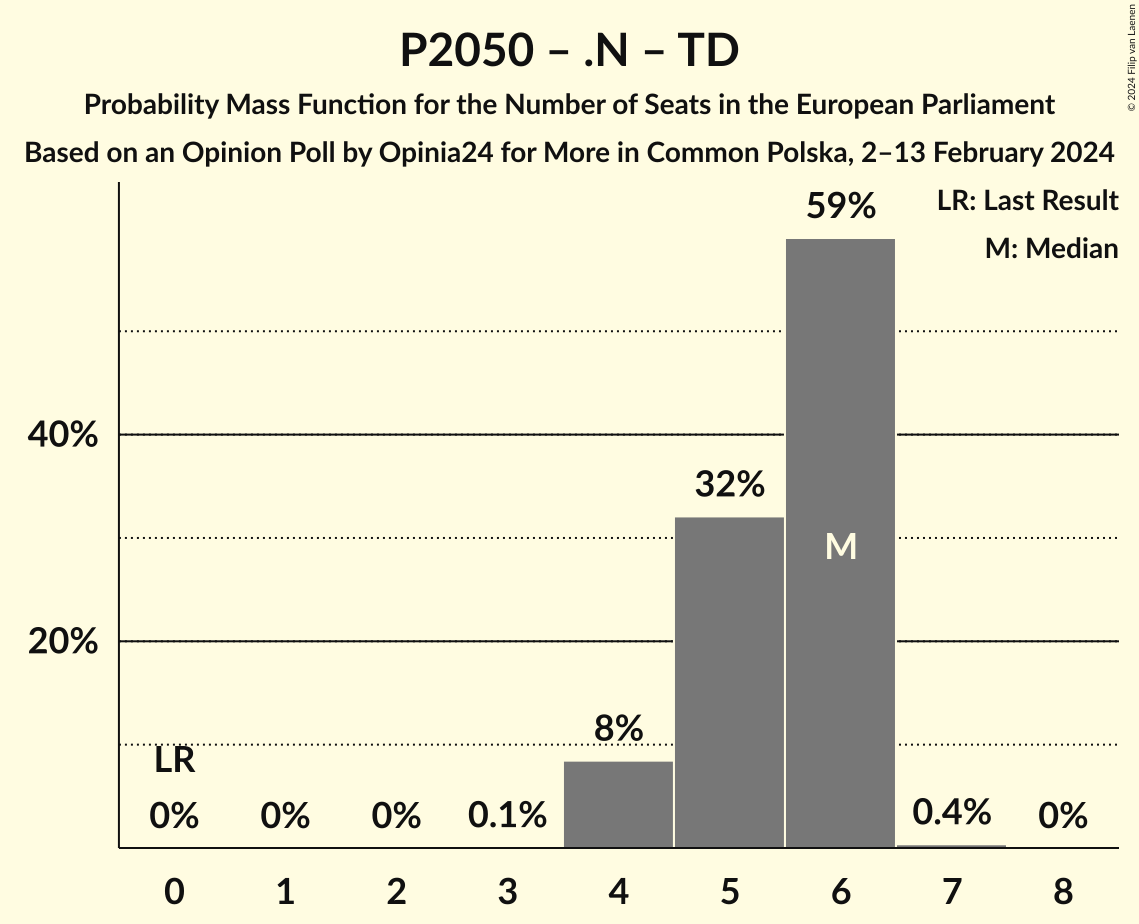 P2050 – .N – TD
Probability Mass Function for the Number of Seats in the European Parliament
Based on an Opinion Poll by Opinia24 for More in Common Polska, 2–13 February 2024
© 2024 Filip van Laenen
LR: Last Result
M: Median
59%
40%
32%
M
20%
8%
LR
0% 0% 0% 0.1% 0.4% 0%
0 1 2 3 4 5 6 7 8